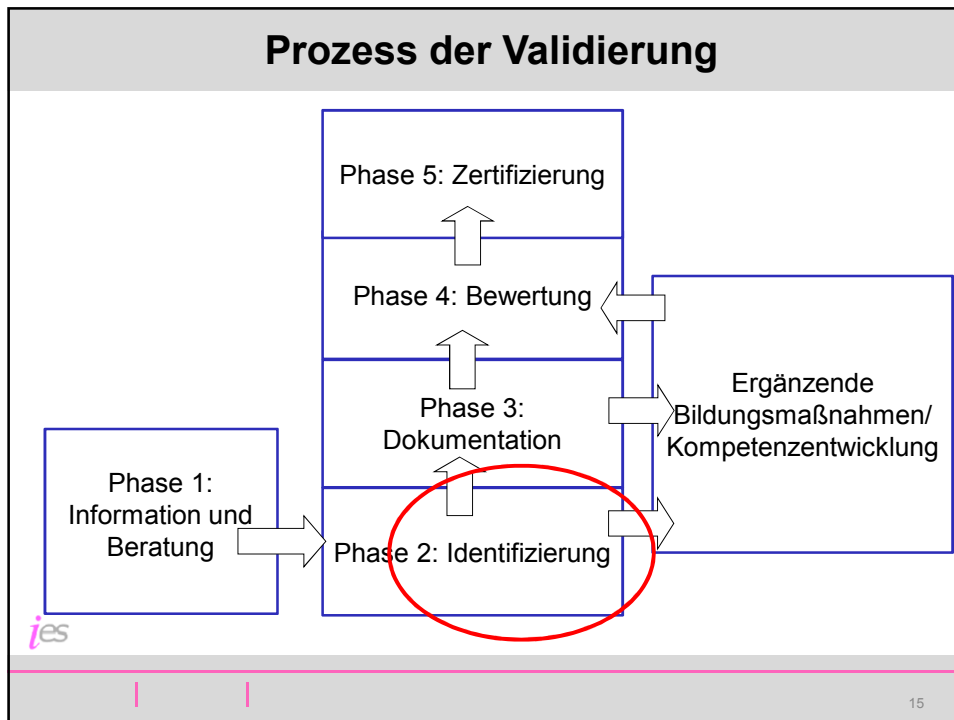 Prozess der Validierung
Phase 5: Zertifizierung
Phase 4: Bewertung
Phase 3:
Dokumentation
Ergänzende
Bildungsmaßnahmen/
Kompetenzentwicklung
Phase 1:
Information und
Beratung
Phase 2: Identifizierung
ies
15